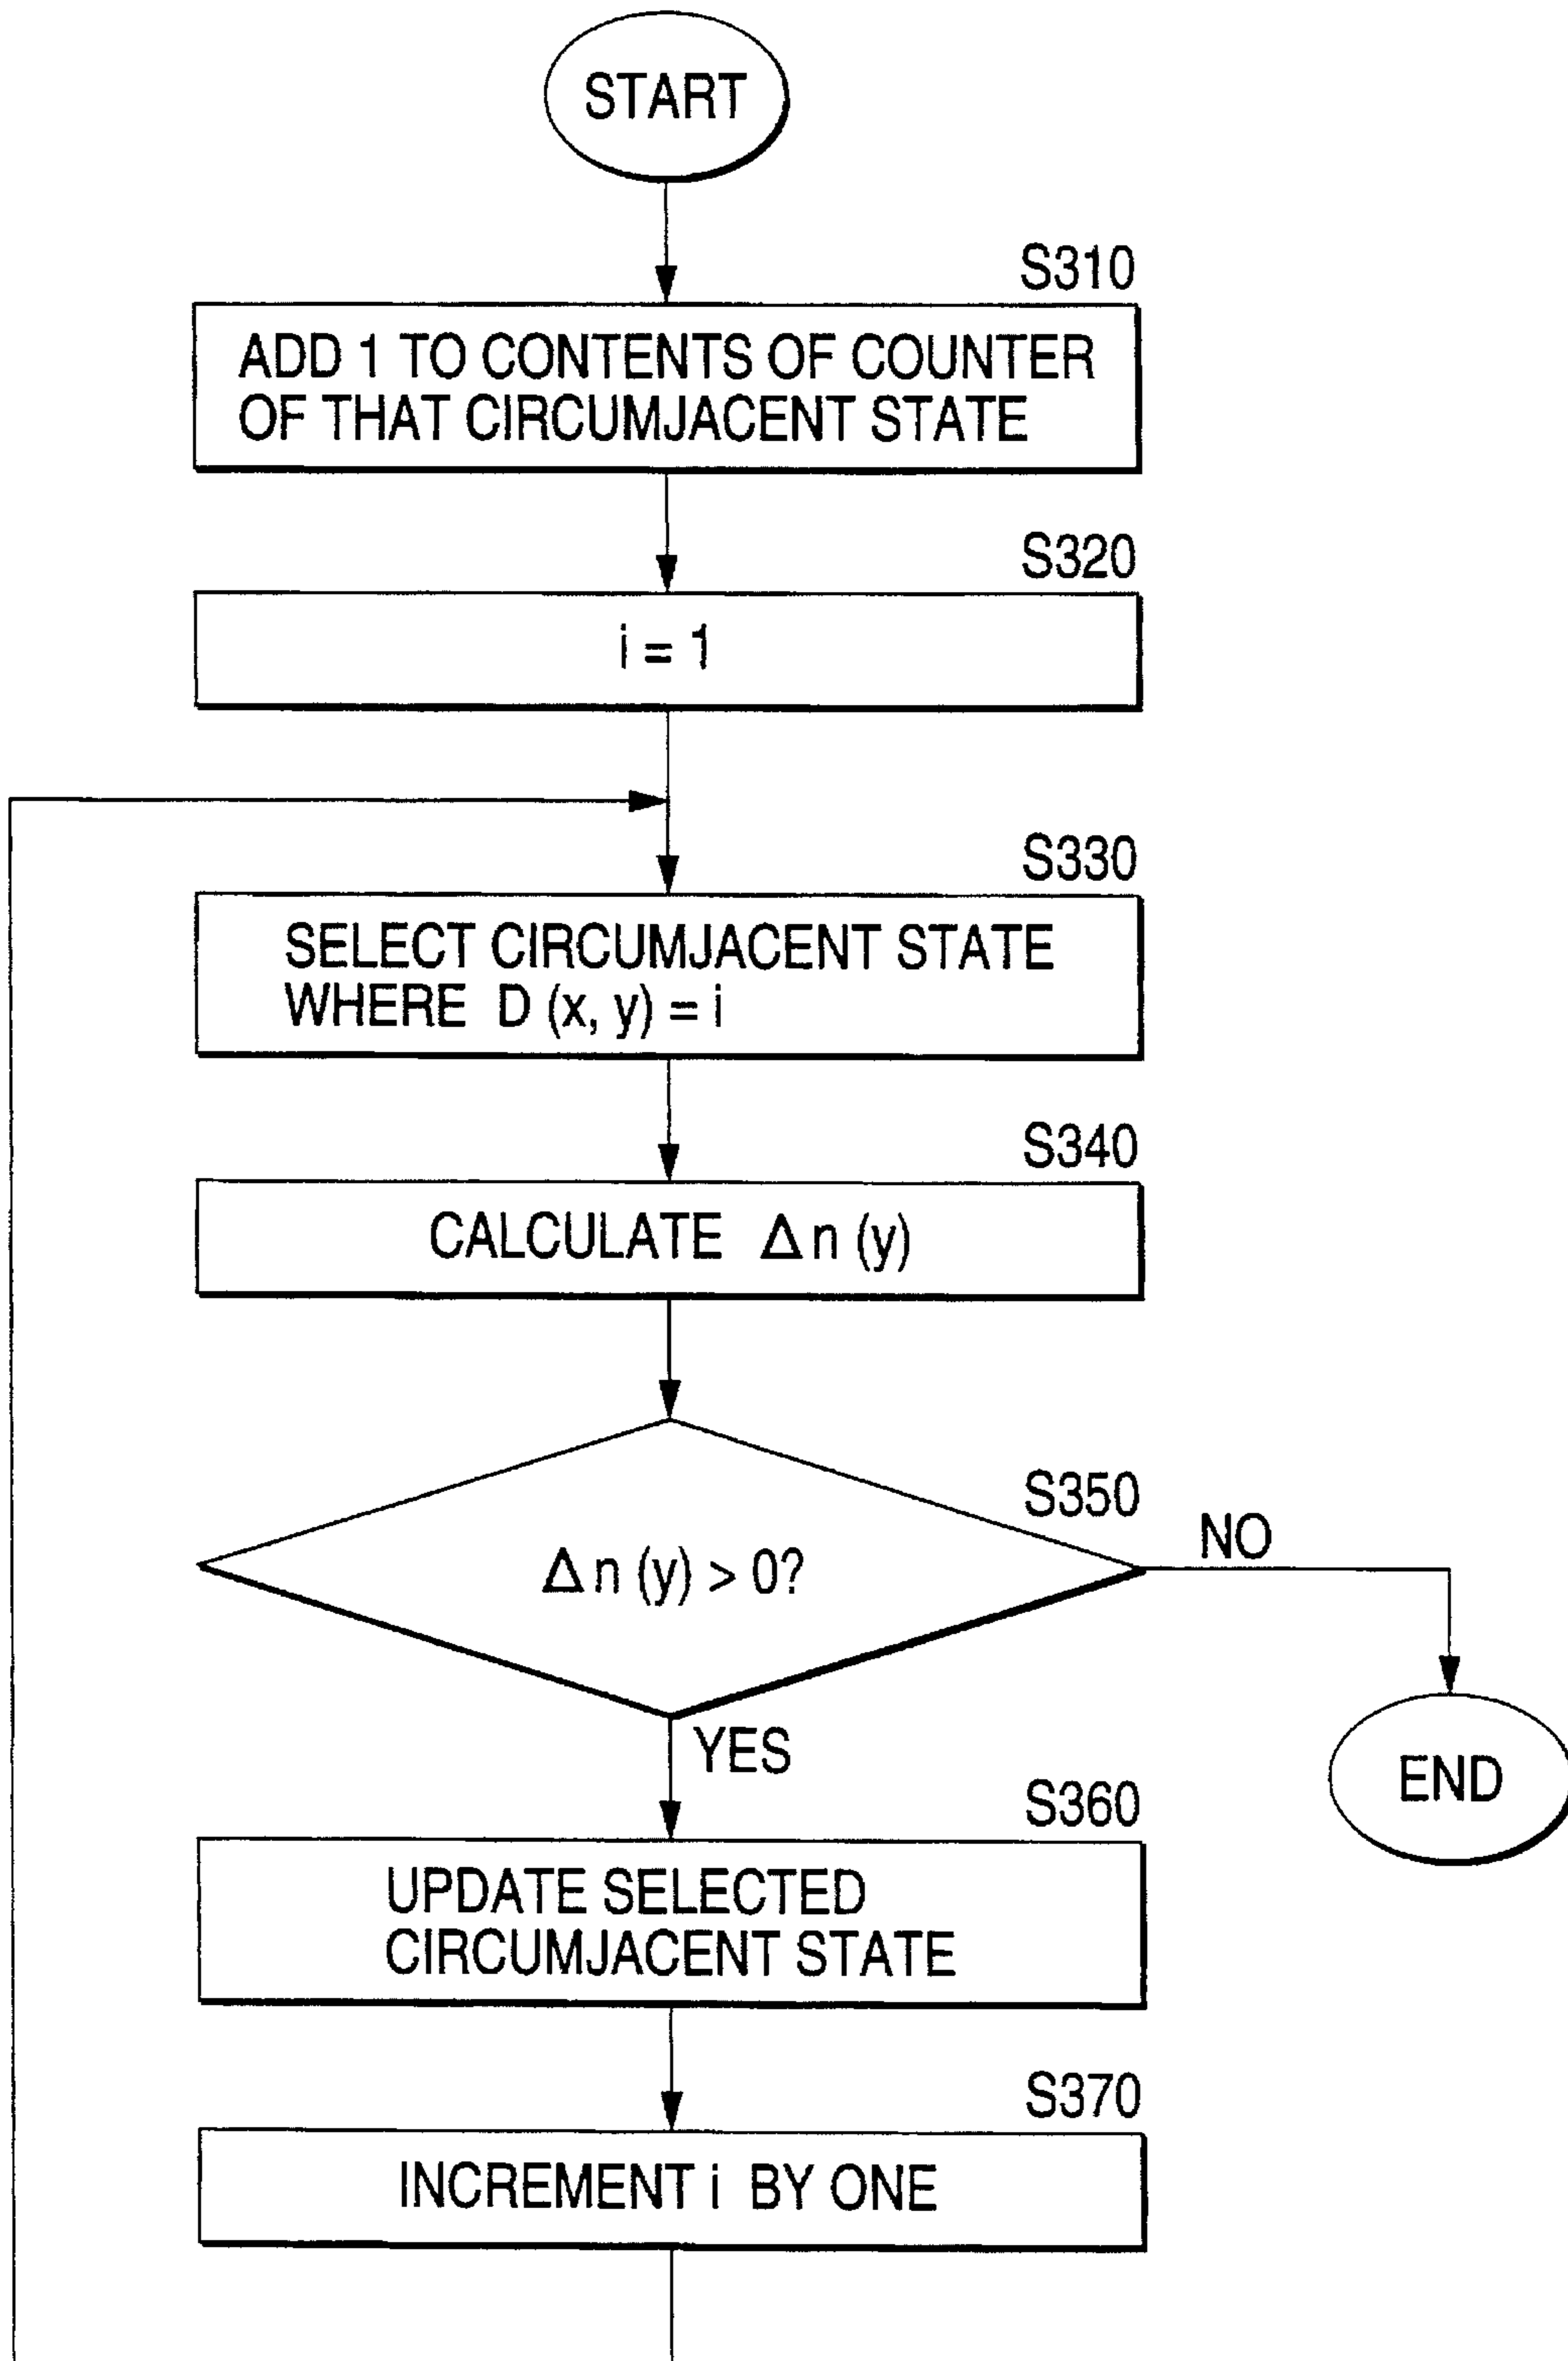 START
S310
ADD 1 TO CONTENTS OF COUNTER
OF THAT CIRCUMJACENT STATE
S320
i = 1
S330
SELECT CIRCUMJACENT STATE
WHERE D (x, y) = i
S340
CALCULATE Δn (y)
S350
Δn (y) > 0?
NO
YES
END
S360
UPDATE SELECTED
CIRCUMJACENT STATE
S370
INCREMENT i BY ONE